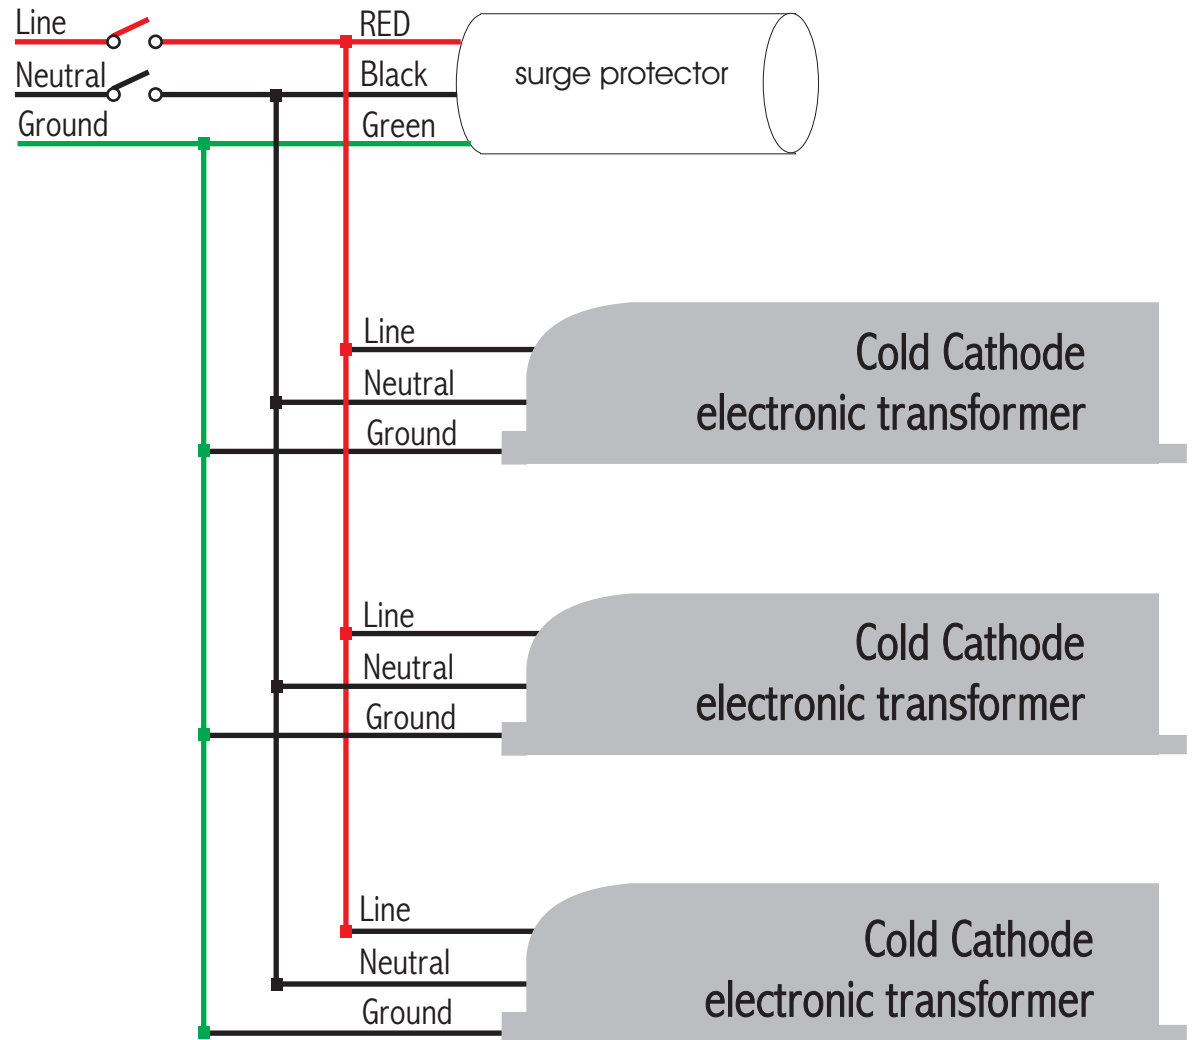 Line
RED
Neutral
Black
surge protector
Ground
Green
Line
Neutral
Ground
Cold Cathode
electronic transformer
Line
Neutral
Ground
Cold Cathode
electronic transformer
Line
Neutral
Ground
Cold Cathode
electronic transformer